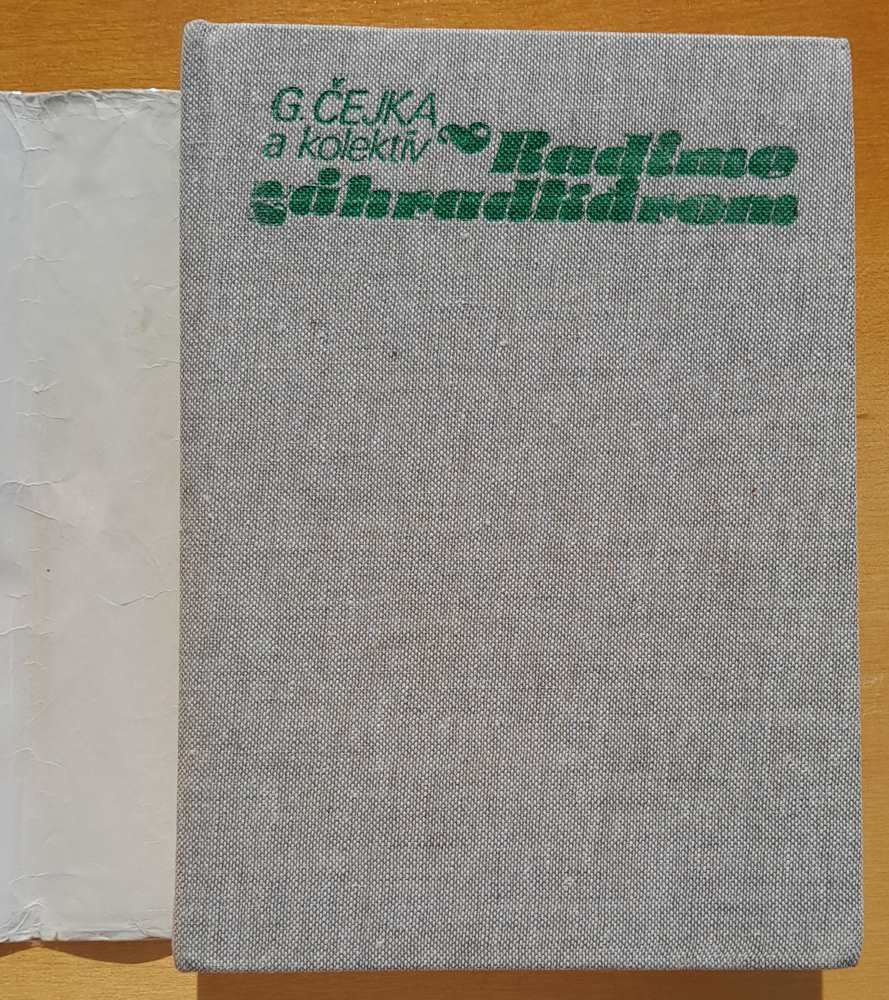 G. ČEJKA
a kolektív
Radíme
záhradkárom